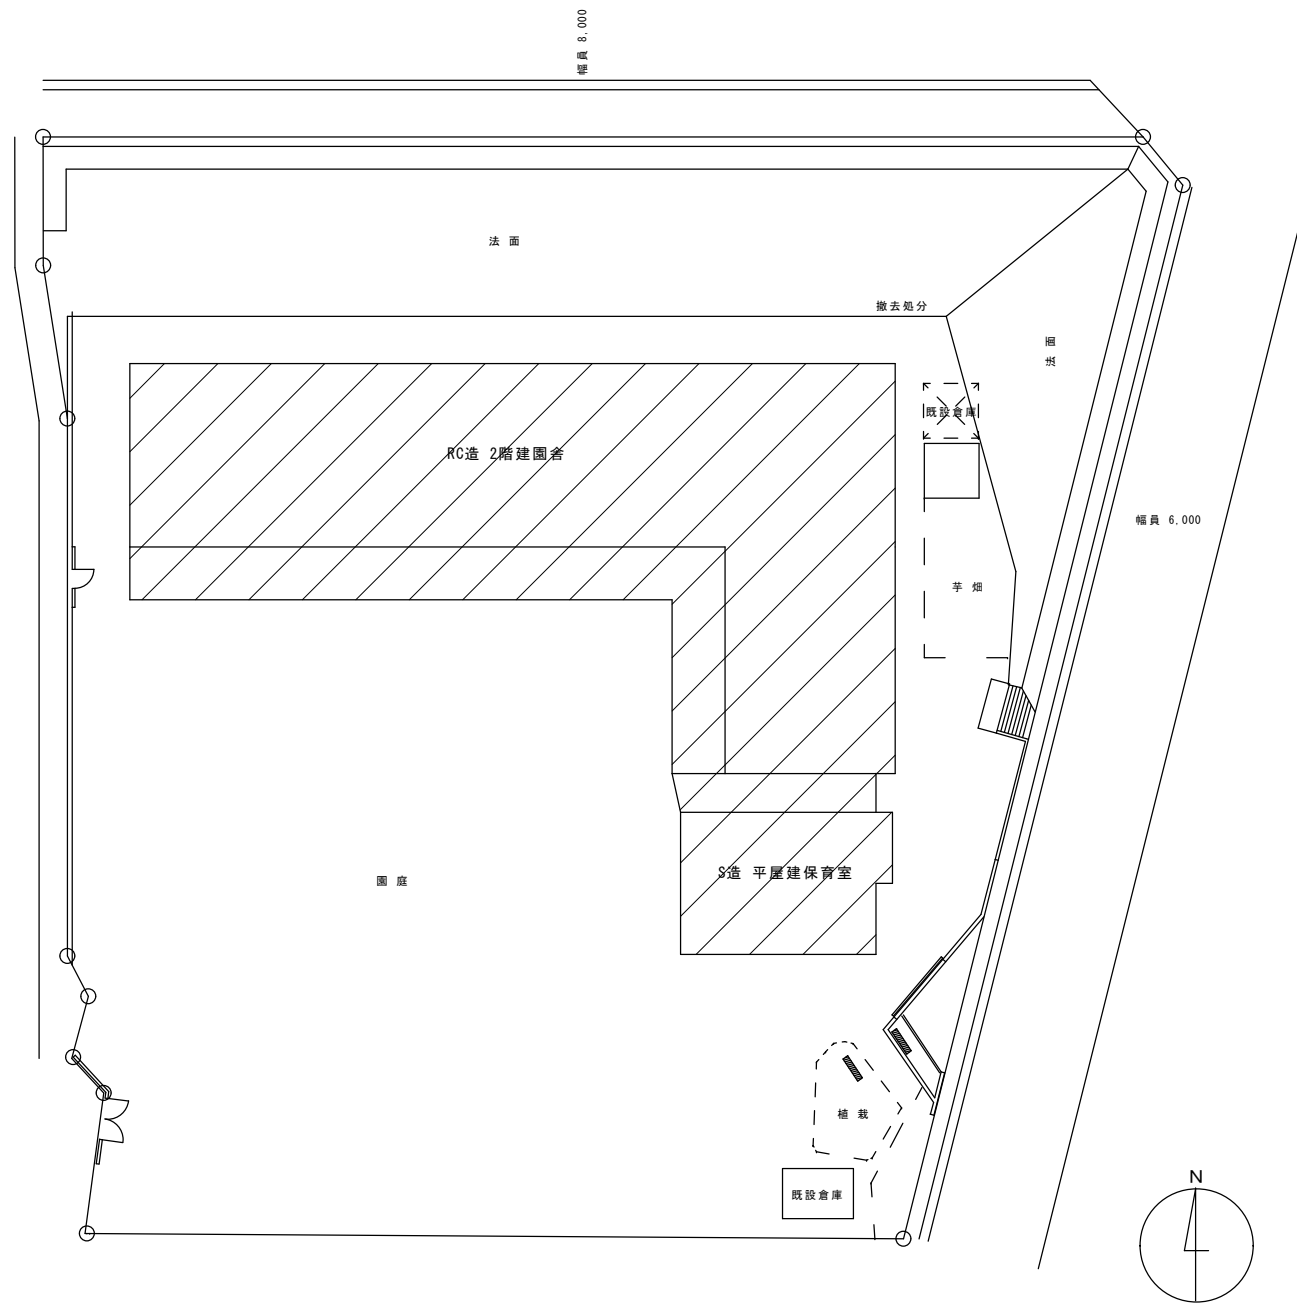 幅員 8,000
法 面
撤去処分
法 面
既設倉庫
RC造 2階建園舎
幅員 6,000
芋 畑
S造 平屋建保育室
園 庭
植 栽
N
既設倉庫